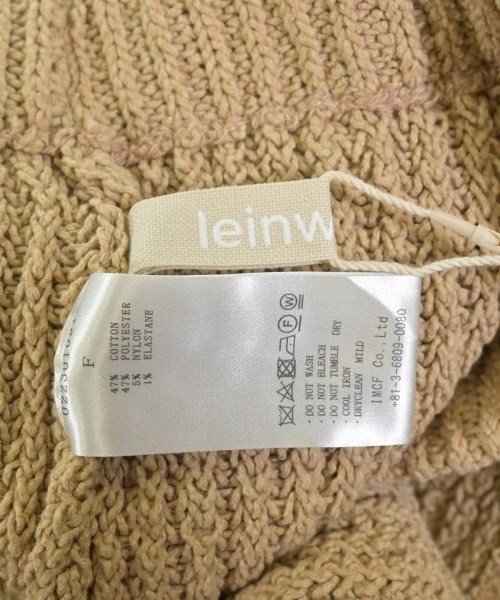 leinw
F
47% COTTON
47% POLYESTER
5% NYLON
1% ELASTANE
· DO NOT WASH
· DO NOT BLEACH
· DO NOT TUMBLE DRY
· COOL IRON
· DRYCLEAN MILD
IMCF Co.,Ltd
+81-3-6809-0080